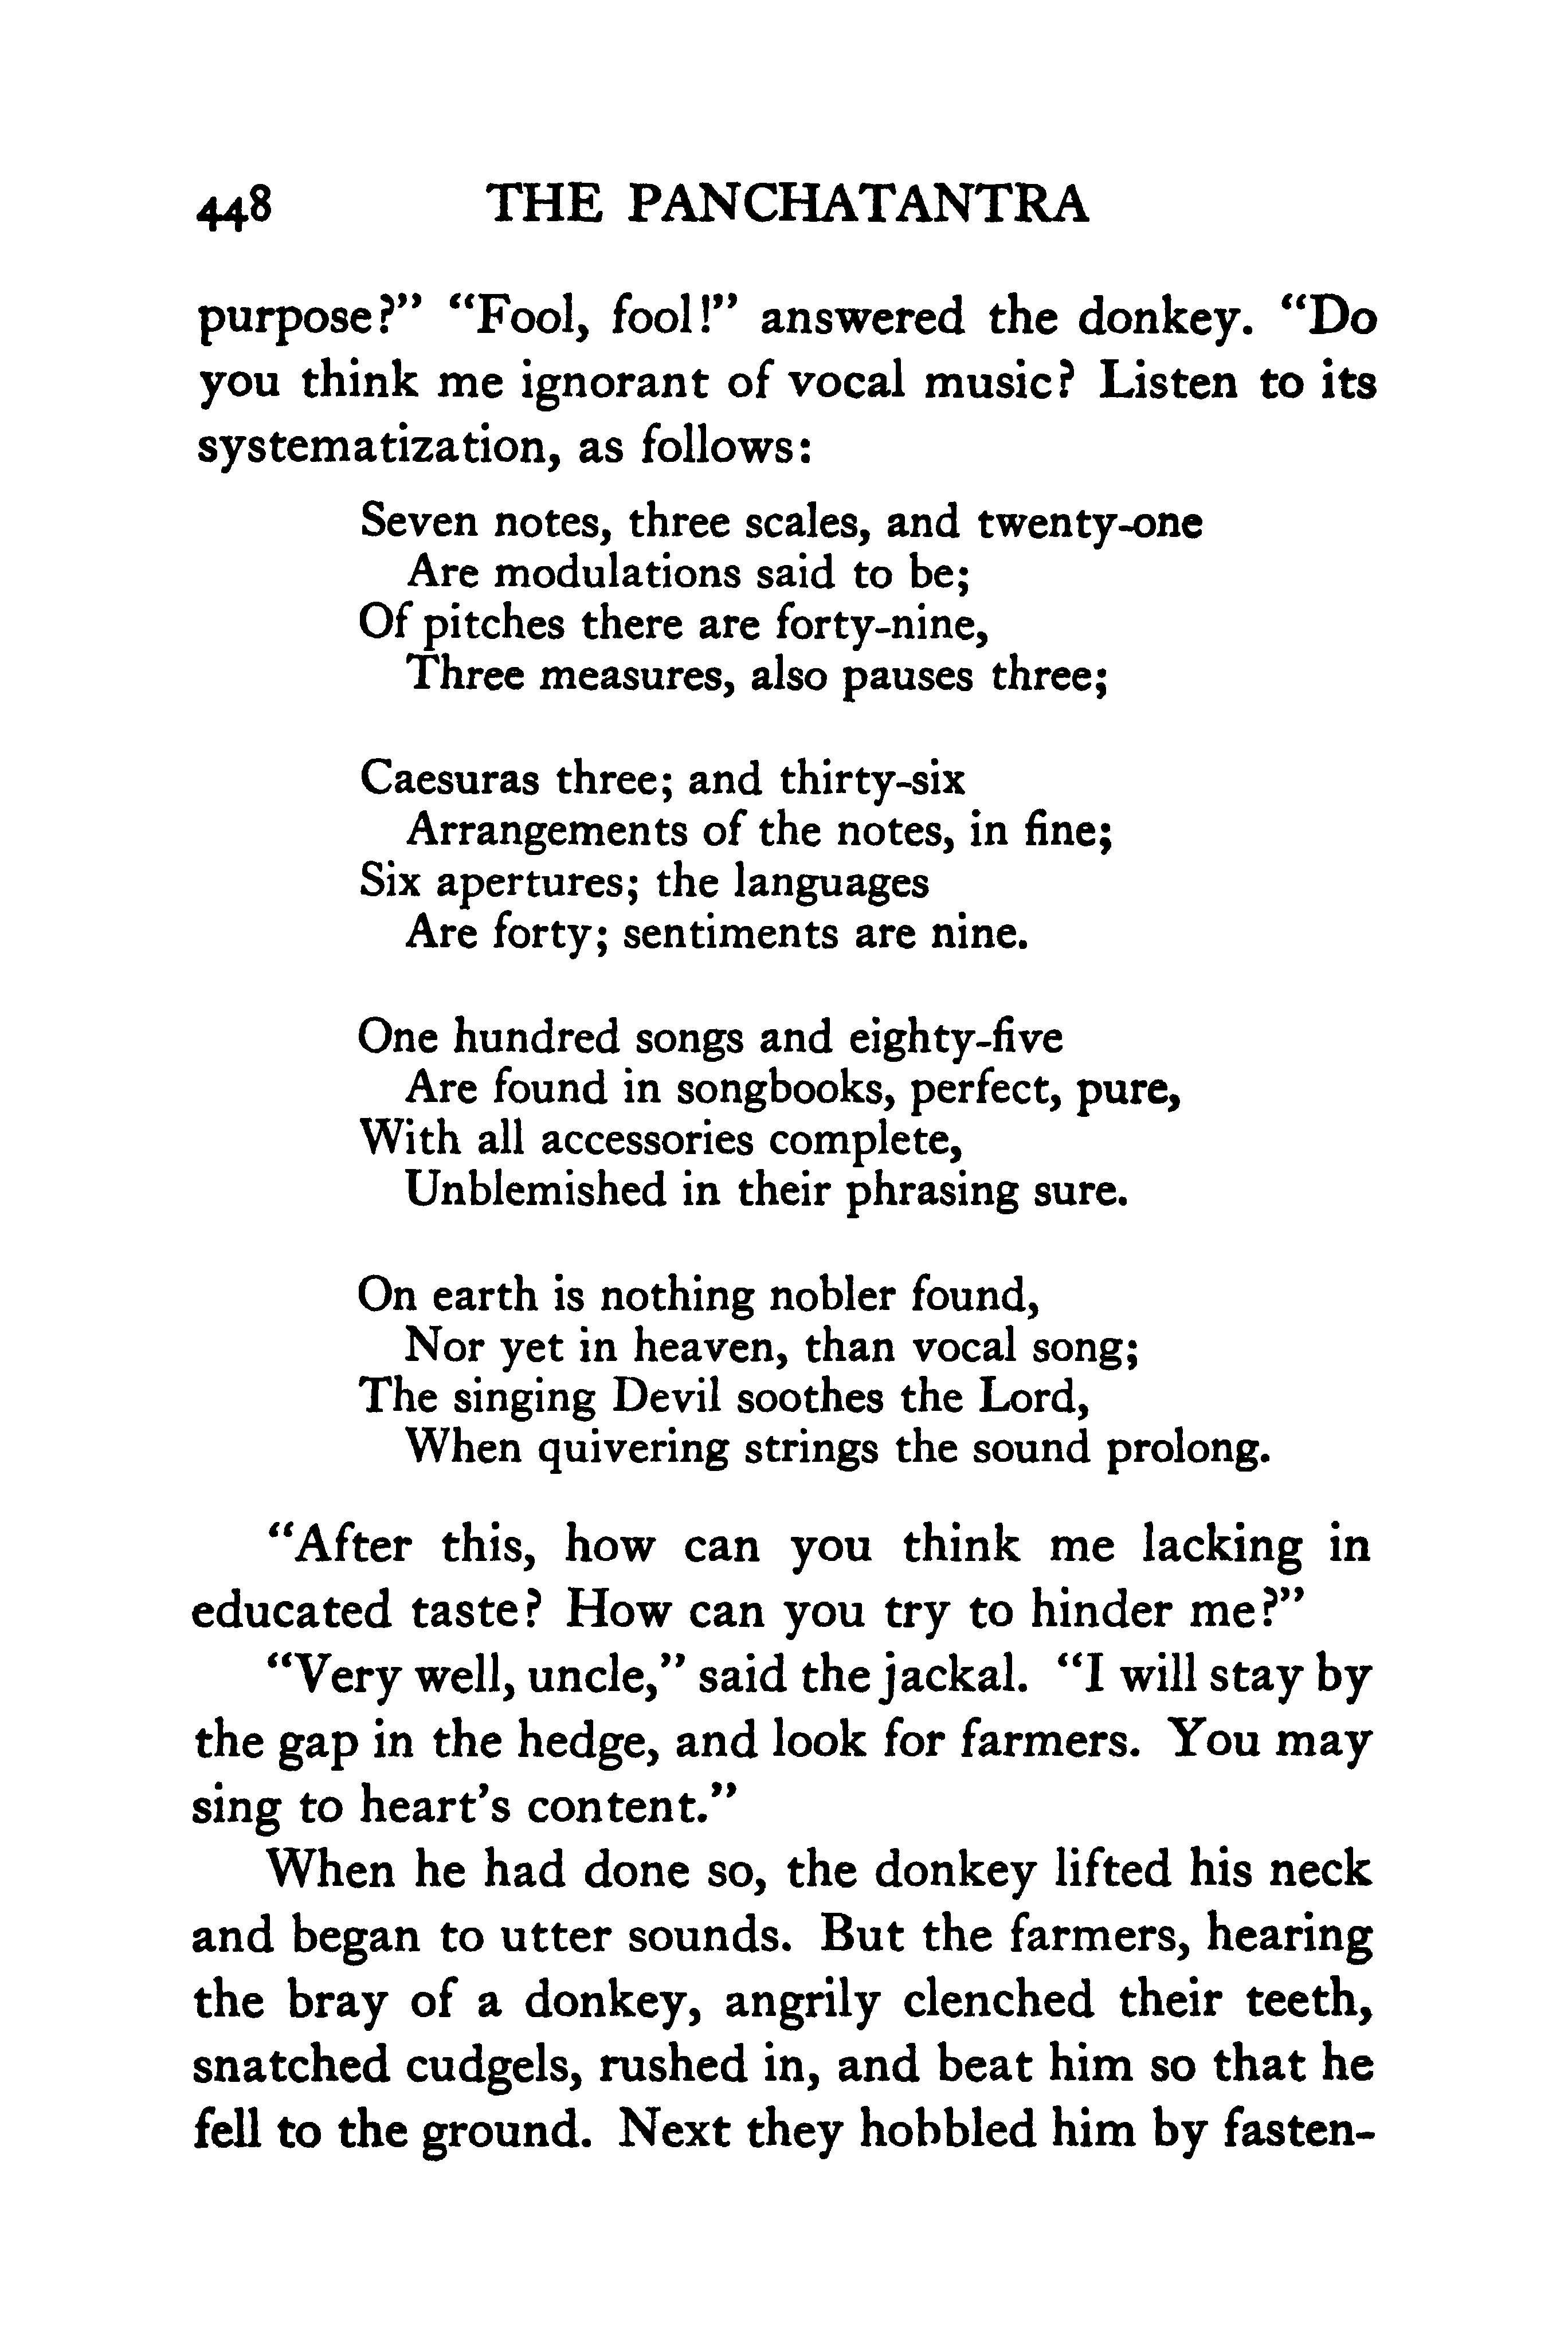 448 THE PANCHATANTRA
purpose?” “Fool, fool!” answered the donkey. “Do
you think me ignorant of vocal music? Listen to its
systematization, as follows:
Seven notes, three scales, and twenty-one
Are modulations said to be;
Of pitches there are forty-nine,
Three measures, also pauses three;
Caesuras three; and thirty-six
Arrangements of the notes, in fine;
Six apertures; the languages
Are forty; sentiments are nine.
One hundred songs and eighty-five
Are found in songbooks, perfect, pure,
With all accessories complete,
Unblemished in their phrasing sure.
On earth is nothing nobler found,
Nor yet in heaven, than vocal song;
The singing Devil soothes the Lord,
When quivering strings the sound prolong.
“After this, how can you think me lacking in
educated taste? How can you try to hinder me?”
“Very well, uncle,” said the jackal. “I will stay by
the gap in the hedge, and look for farmers. You may
sing to heart’s content.”
When he had done so, the donkey lifted his neck
and began to utter sounds. But the farmers, hearing
the bray of a donkey, angrily clenched their teeth,
snatched cudgels, rushed in, and beat him so that he
fell to the ground. Next they hobbled him by fasten-